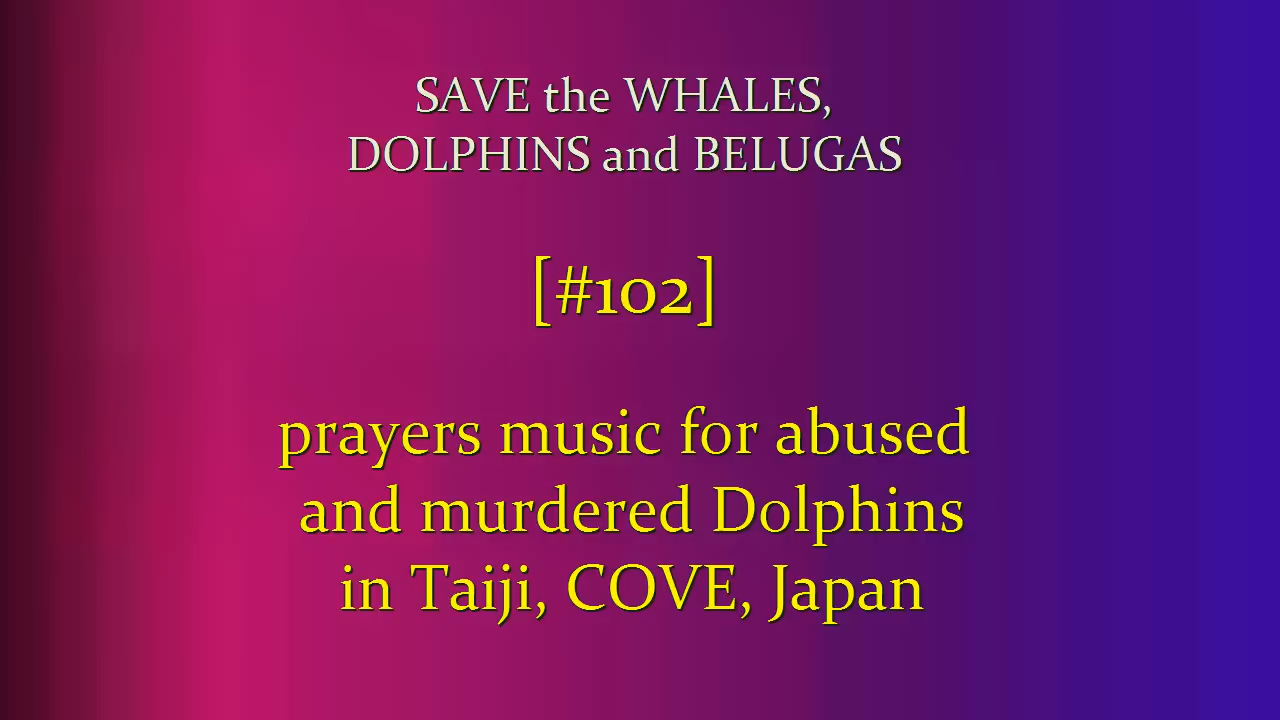 SAVE the WHALES,
DOLPHINS and BELUGAS
[#102]
prayers music for abused
and murdered Dolphins
in Taiji, COVE, Japan